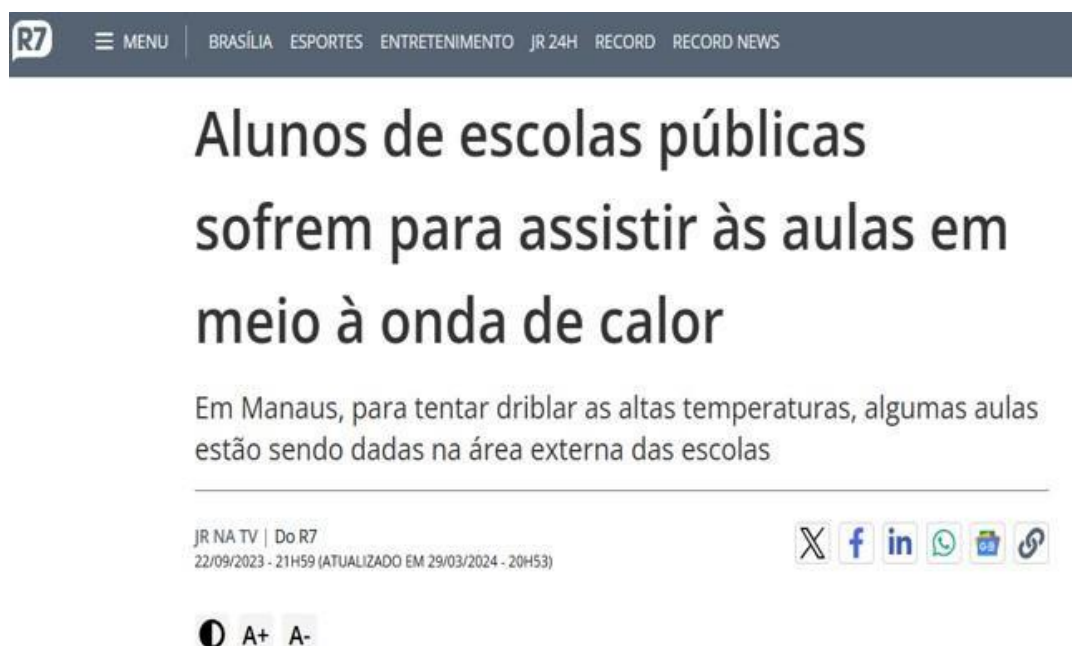 R7 MENU BRASÍLIA ESPORTES ENTRETENIMENTO JR 24H RECORD RECORD NEWS
Alunos de escolas públicas
sofrem para assistir às aulas em
meio à onda de calor
Em Manaus, para tentar driblar as altas temperaturas, algumas aulas
estão sendo dadas na área externa das escolas
JR NA TV | Do R7
22/09/2023 - 21H59 (ATUALIZADO EM 29/03/2024 - 20H53)
A+ A-